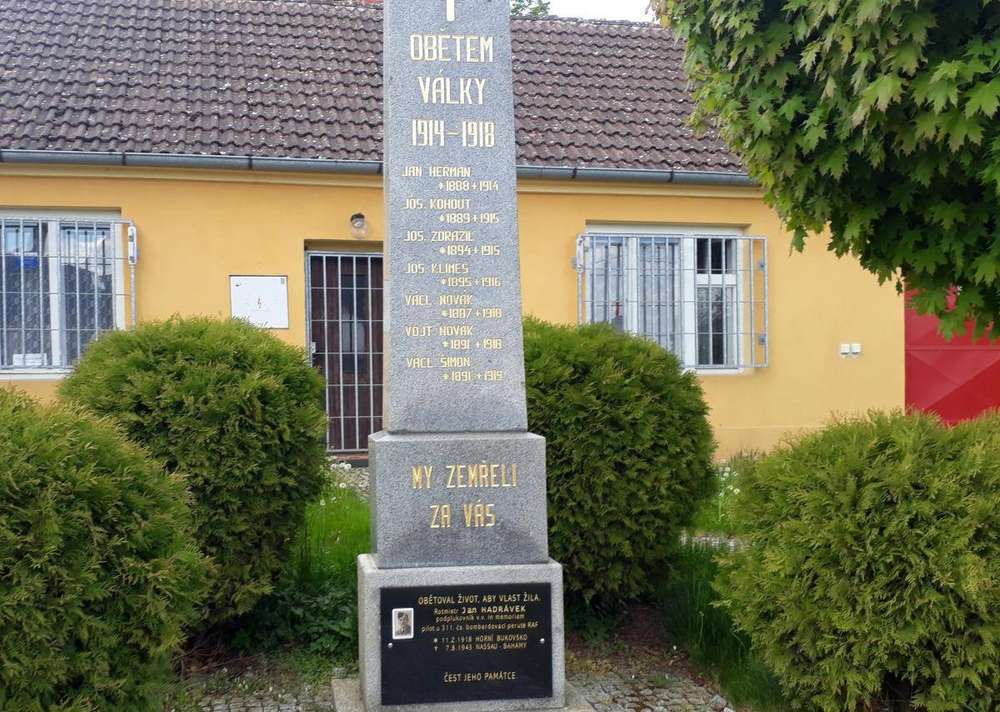 OBĚTEM
VÁLKY
1914-1918
JAN HEŘMAN
*1888+1914
JOS. KOHOUT
*1889+1915
JOS. ZDRAŽIL
*1894+1915
JOS. KLIMEŠ
*1895+1916
VÁCL. NOVÁK
*1887+1918
VOJT. NOVÁK
*1891+1918
VÁCL. ŠIMON
*1891+1919
MY ZEMŘELI
ZA VÁS.
OBĚTOVAL ŽIVOT, ABY VLAST ŽILA.
Rotmistr Jan HADRÁVEK
podplukovník v.v. in memoriam
pilot u 311. čs. bombardovací perutě RAF
* 11.2.1918 HORNÍ BUKOVSKO
† 7.8.1943 NASSAU - BAHAMY
ČEST JEHO PAMÁTCE